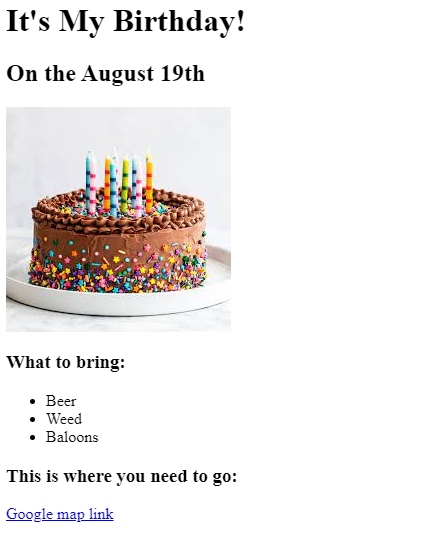 It's My Birthday!
On the August 19th
What to bring:
Beer
Weed
Baloons
This is where you need to go:
Google map link